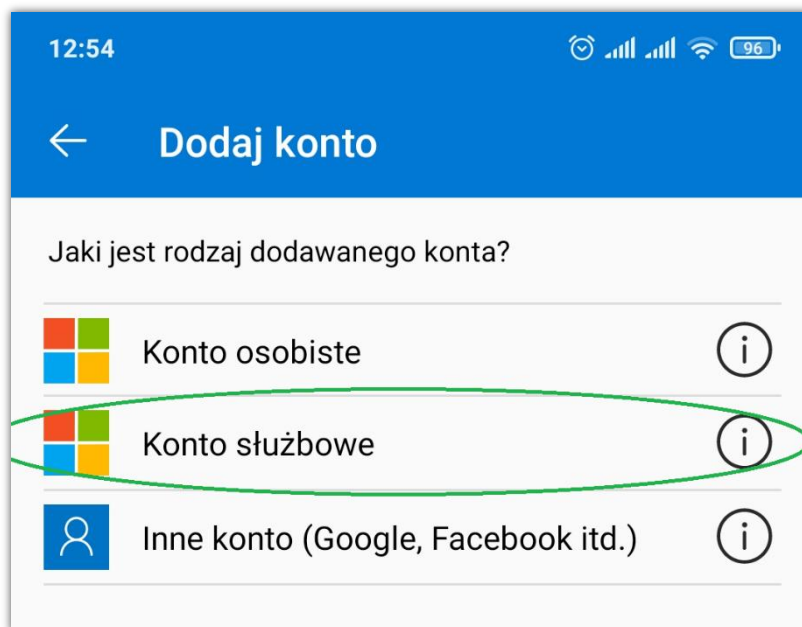 12:54
96
Dodaj konto
Jaki jest rodzaj dodawanego konta?
Konto osobiste
Konto służbowe
Inne konto (Google, Facebook itd.)